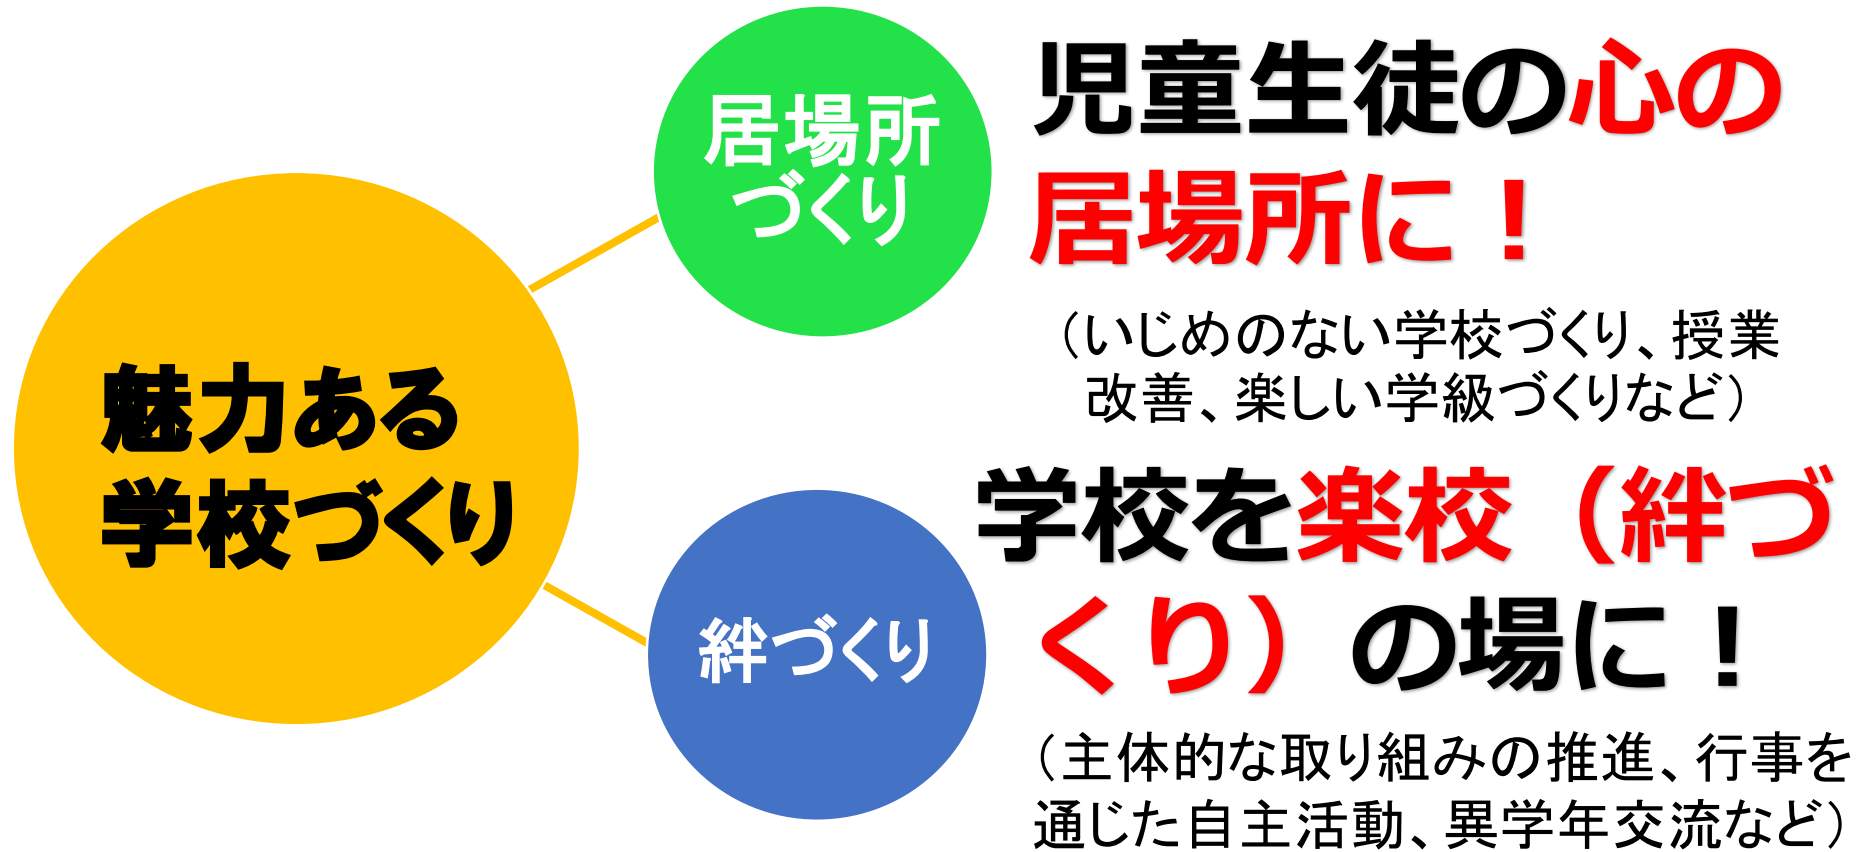 魅力ある
学校づくり
居場所
づくり
児童生徒の心の
居場所に！
（いじめのない学校づくり、授業
改善、楽しい学級づくりなど）
絆づくり
学校を楽校（絆づ
くり）の場に！
（主体的な取り組みの推進、行事を
通じた自主活動、異学年交流など）